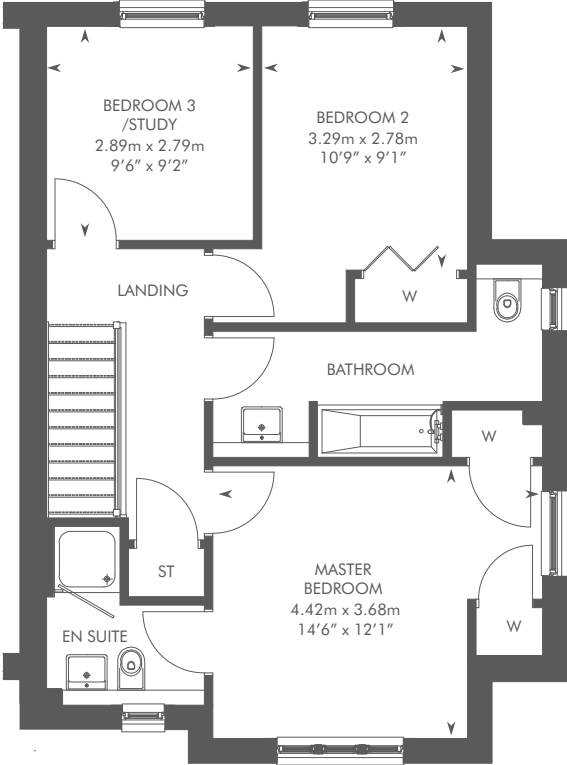 BEDROOM 3
/STUDY
2.89m x 2.79m
9’6” x 9’2”
BEDROOM 2
3.29m x 2.78m
10’9” x 9’1”
W
LANDING
BATHROOM
W
ST
MASTER
BEDROOM
4.42m x 3.68m
14’6” x 12’1”
EN SUITE
W